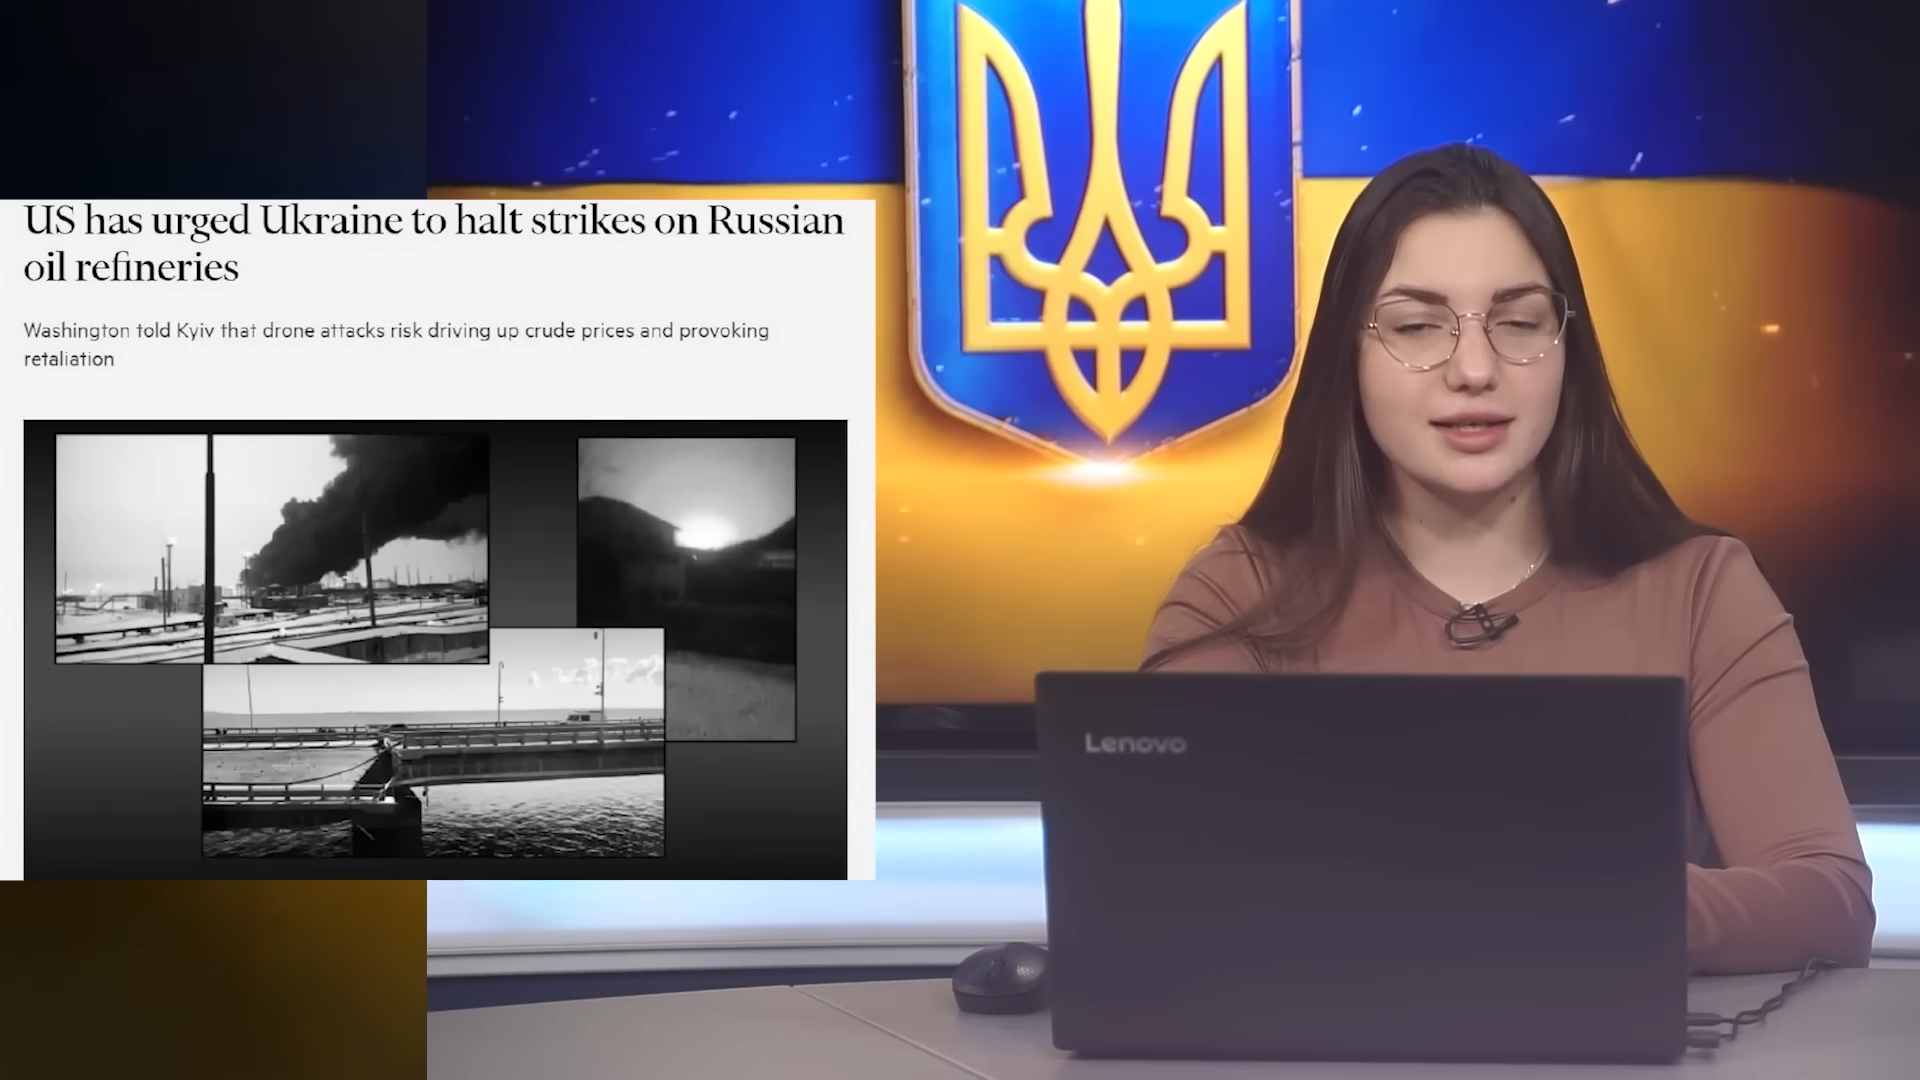 US has urged Ukraine to halt strikes on Russian
oil refineries
Washington told Kyiv that drone attacks risk driving up crude prices and provoking
retaliation
Lenovo